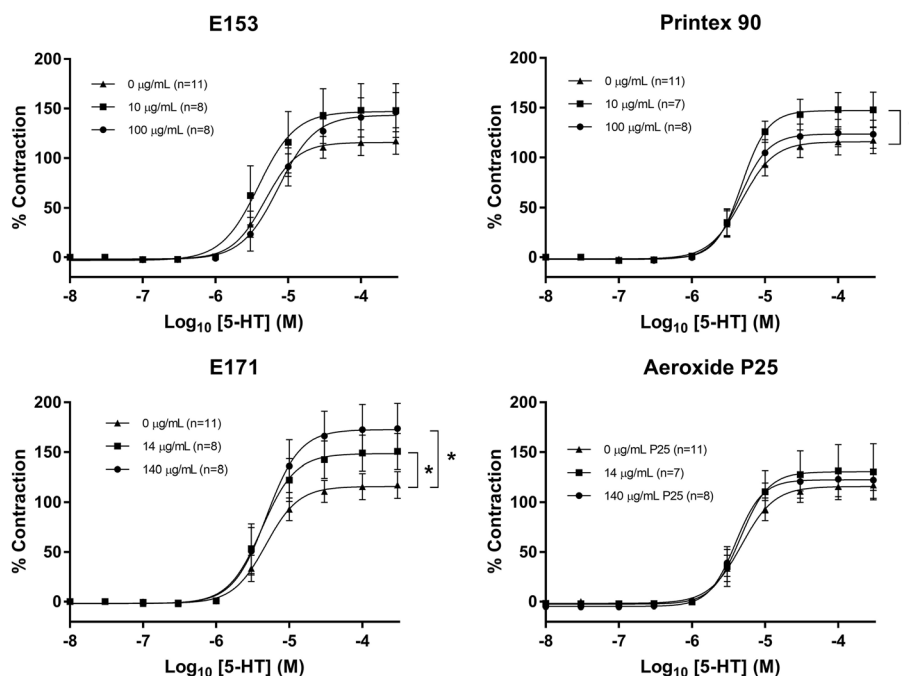 E153
% Contraction
200
150
100
50
0
0 μg/mL (n=11)
10 μg/mL (n=8)
100 μg/mL (n=8)
-8 -7 -6 -5 -4
Log10 [5-HT] (M)
Printex 90
% Contraction
200
150
100
50
0
0 μg/mL (n=11)
10 μg/mL (n=7)
100 μg/mL (n=8)
-8 -7 -6 -5 -4
Log10 [5-HT] (M)
E171
% Contraction
200
150
100
50
0
0 μg/mL (n=11)
14 μg/mL (n=8)
140 μg/mL (n=8)
*
*
-8 -7 -6 -5 -4
Log10 [5-HT] (M)
Aeroxide P25
% Contraction
200
150
100
50
0
0 μg/mL P25 (n=11)
14 μg/mL (n=7)
140 μg/mL P25 (n=8)
-8 -7 -6 -5 -4
Log10 [5-HT] (M)